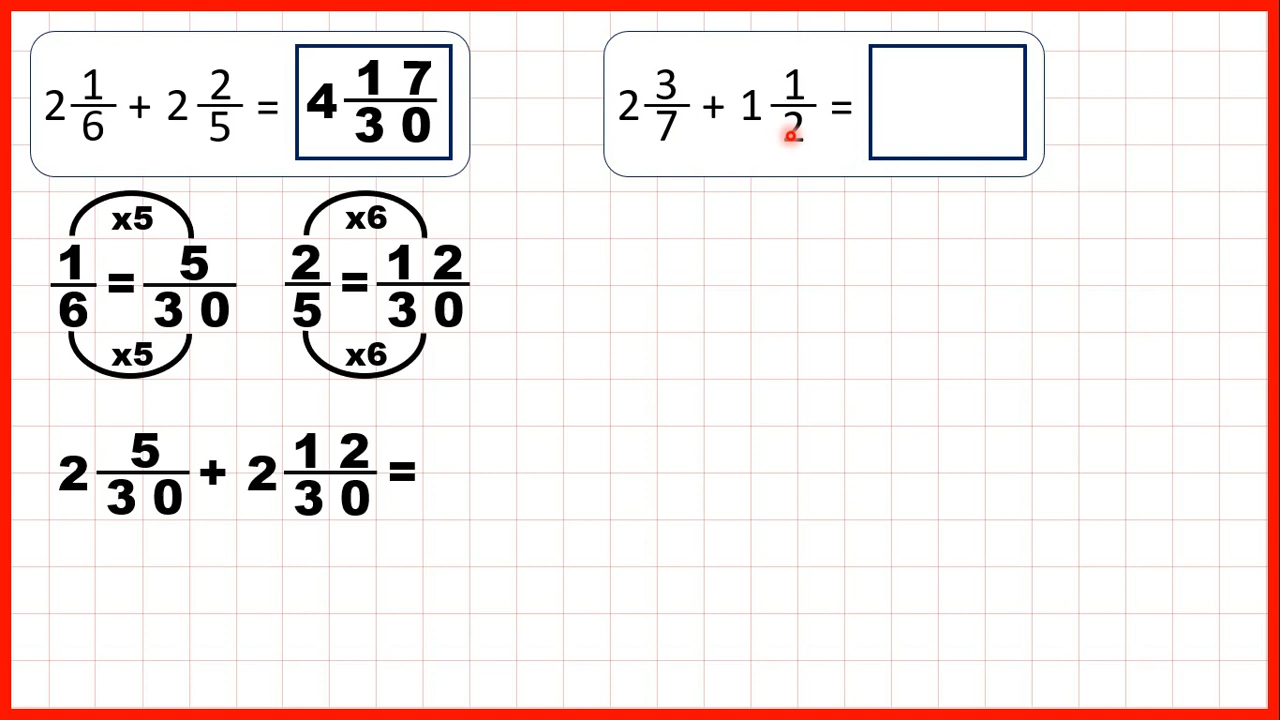 2 1/6 + 2 2/5 = 4 17/30
x5 x6
1/6 = 5/30 2/5 = 12/30
x5 x6
2 5/30 + 2 12/30 =
2 3/7 + 1 1/2 =